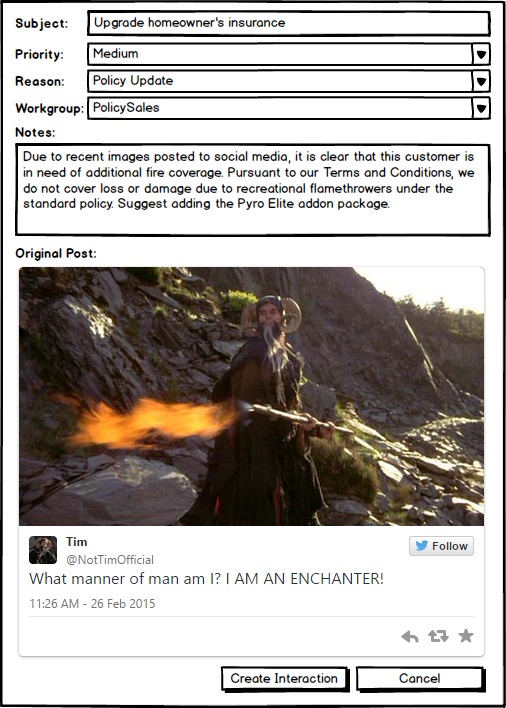 Subject: Upgrade homeowner's insurance
Priority: Medium
Reason: Policy Update
Workgroup: PolicySales
Notes:
Due to recent images posted to social media, it is clear that this customer is
in need of additional fire coverage. Pursuant to our Terms and Conditions, we
do not cover loss or damage due to recreational flamethrowers under the
standard policy. Suggest adding the Pyro Elite addon package.
Original Post:
Tim
@NotTimOfficial
Follow
What manner of man am I? I AM AN ENCHANTER!
11:26 AM - 26 Feb 2015
Create Interaction
Cancel